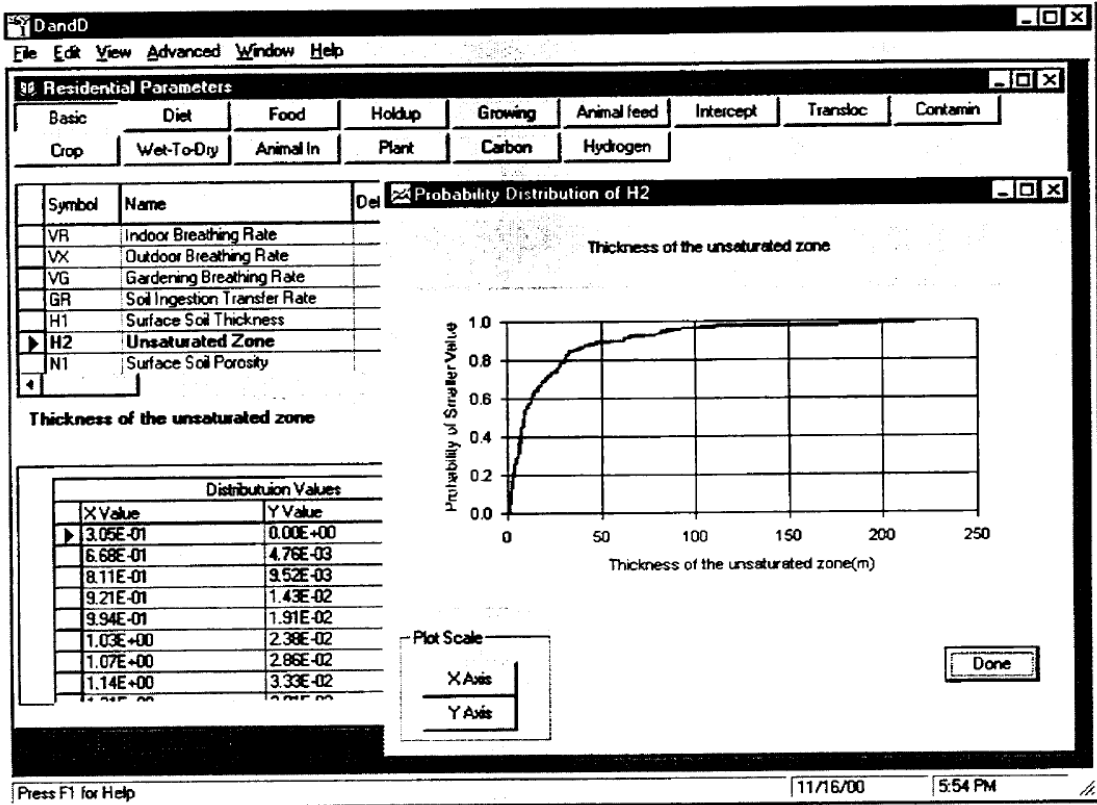 DandD
File Edit View Advanced Window Help
Residential Parameters
Basic Diet Food Holdup Growing Animal feed Intercept Transloc Contamin
Crop Wet-To-Dry Animal In Plant Carbon Hydrogen
Symbol Name Del
VR Indoor Breathing Rate
VX Outdoor Breathing Rate
VG Gardening Breathing Rate
GR Soil Ingestion Transfer Rate
H1 Surface Soil Thickness
H2 Unsaturated Zone
N1 Surface Soil Porosity
Thickness of the unsaturated zone
Distributuion Values
X Value Y Value
3.05E-01 0.00E+00
6.68E-01 4.76E-03
8.11E-01 9.52E-03
9.21E-01 1.43E-02
9.94E-01 1.91E-02
1.03E+00 2.38E-02
1.07E+00 2.86E-02
1.14E+00 3.33E-02
Probability Distribution of H2
Thickness of the unsaturated zone
Probability of Smaller Value
1.0
0.8
0.6
0.4
0.2
0.0
0 50 100 150 200 250
Thickness of the unsaturated zone(m)
Plot Scale
X Axis
Y Axis
Done
Press F1 for Help 11/16/00 5:54 PM